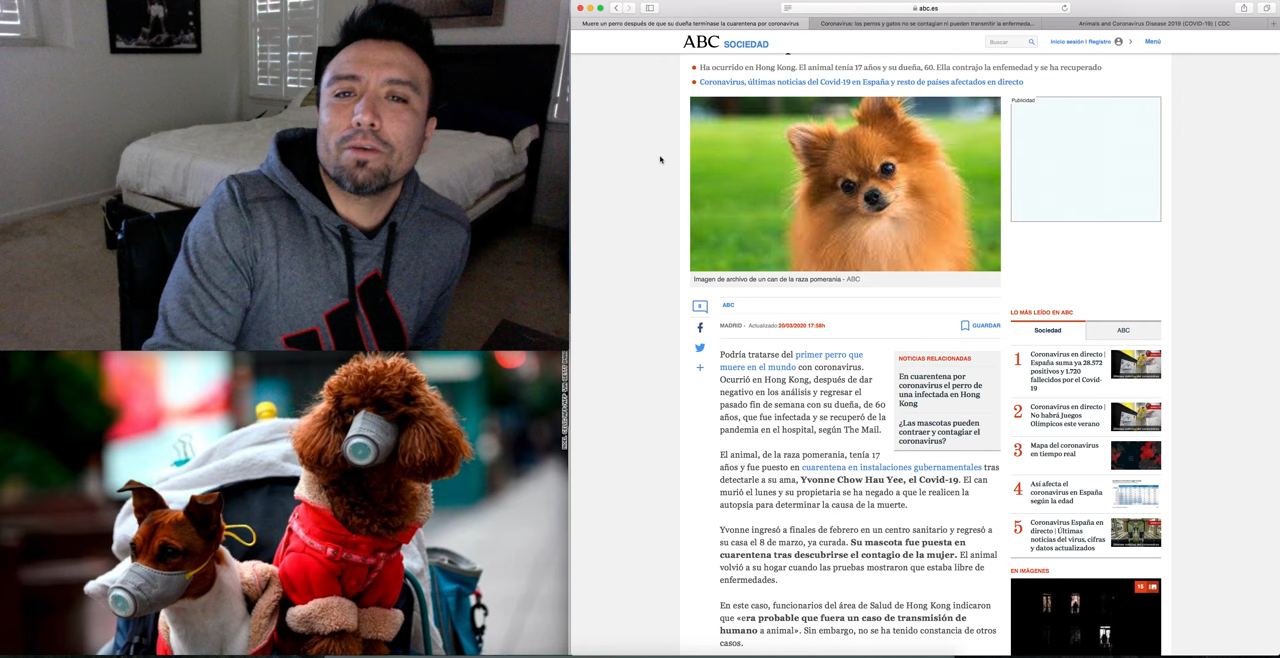 abc.es
Muere un perro después de que su dueña terminase la cuarentena por coronavirus
Coronavirus: los perros y gatos no se contagian ni pueden transmitir la enfermeda...
Animals and Coronavirus Disease 2019 (COVID-19) | CDC
ABC SOCIEDAD
Buscar
Inicio sesión | Registro
Menú
Ha ocurrido en Hong Kong. El animal tenía 17 años y su dueña, 60. Ella contrajo la enfemedad y se ha recuperado
Coronavirus, últimas noticias del Covid-19 en España y resto de países afectados en directo
Publicidad
Imagen de archivo de un can de la raza pomerania - ABC
8
ABC
MADRID - Actualizado:20/03/2020 17:58h
GUARDAR
Podría tratarse del primer perro que
muere en el mundo con coronavirus.
Ocurrió en Hong Kong, después de dar
negativo en los análisis y regresar el
pasado fin de semana con su dueña, de 60
años, que fue infectada y se recuperó de la
pandemia en el hospital, según The Mail.
NOTICIAS RELACIONADAS
En cuarentena por
coronavirus el perro de
una infectada en Hong
Kong
¿Las mascotas pueden
contraer y contagiar el
coronavirus?
El animal, de la raza pomerania, tenía 17
años y fue puesto en cuarentena en instalaciones gubernamentales tras
detectarle a su ama, Yvonne Chow Hau Yee, el Covid-19. El can
murió el lunes y su propietaria se ha negado a que le realicen la
autopsia para determinar la causa de la muerte.
Yvonne ingresó a finales de febrero en un centro sanitario y regresó a
su casa el 8 de marzo, ya curada. Su mascota fue puesta en
cuarentena tras descubrirse el contagio de la mujer. El animal
volvió a su hogar cuando las pruebas mostraron que estaba libre de
enfermedades.
En este caso, funcionarios del área de Salud de Hong Kong indicaron
que «era probable que fuera un caso de transmisión de
humano a animal». Sin embargo, no se ha tenido constancia de otros
casos.
LO MÁS LEÍDO EN ABC
Sociedad
ABC
1
Coronavirus en directo |
España suma ya 28.572
positivos y 1.720
fallecidos por el Covid-
19
2
Coronavirus en directo |
No habrá Juegos
Olímpicos este verano
3
Mapa del coronavirus
en tiempo real
4
Así afecta el
coronavirus en España
según la edad
5
Coronavirus España en
directo | Últimas
noticias del virus, cifras
y datos actualizados
EN IMÁGENES
15